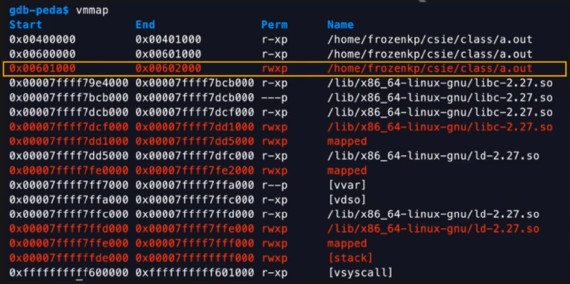 gdb-peda$ vmmap
Start End Perm Name
0x00400000 0x00401000 r-xp /home/frozenkp/csie/class/a.out
0x00600000 0x00601000 r-xp /home/frozenkp/csie/class/a.out
0x00601000 0x00602000 rwxp /home/frozenkp/csie/class/a.out
0x00007ffff79e4000 0x00007ffff7bcb000 r-xp /lib/x86_64-linux-gnu/libc-2.27.so
0x00007ffff7bcb000 0x00007ffff7dcb000 ---p /lib/x86_64-linux-gnu/libc-2.27.so
0x00007ffff7dcb000 0x00007ffff7dcf000 r-xp /lib/x86_64-linux-gnu/libc-2.27.so
0x00007ffff7dcf000 0x00007ffff7dd1000 rwxp /lib/x86_64-linux-gnu/libc-2.27.so
0x00007ffff7dd1000 0x00007ffff7dd5000 rwxp mapped
0x00007ffff7dd5000 0x00007ffff7dfc000 r-xp /lib/x86_64-linux-gnu/ld-2.27.so
0x00007ffff7fe0000 0x00007ffff7fe2000 rwxp mapped
0x00007ffff7ff7000 0x00007ffff7ffa000 r--p [vvar]
0x00007ffff7ffa000 0x00007ffff7ffc000 r-xp [vdso]
0x00007ffff7ffc000 0x00007ffff7ffd000 r-xp /lib/x86_64-linux-gnu/ld-2.27.so
0x00007ffff7ffd000 0x00007ffff7ffe000 rwxp /lib/x86_64-linux-gnu/ld-2.27.so
0x00007ffff7ffe000 0x00007ffff7fff000 rwxp mapped
0x00007ffffffde000 0x00007ffffffff000 rwxp [stack]
0xffffffffff600000 0xffffffffff601000 r-xp [vsyscall]